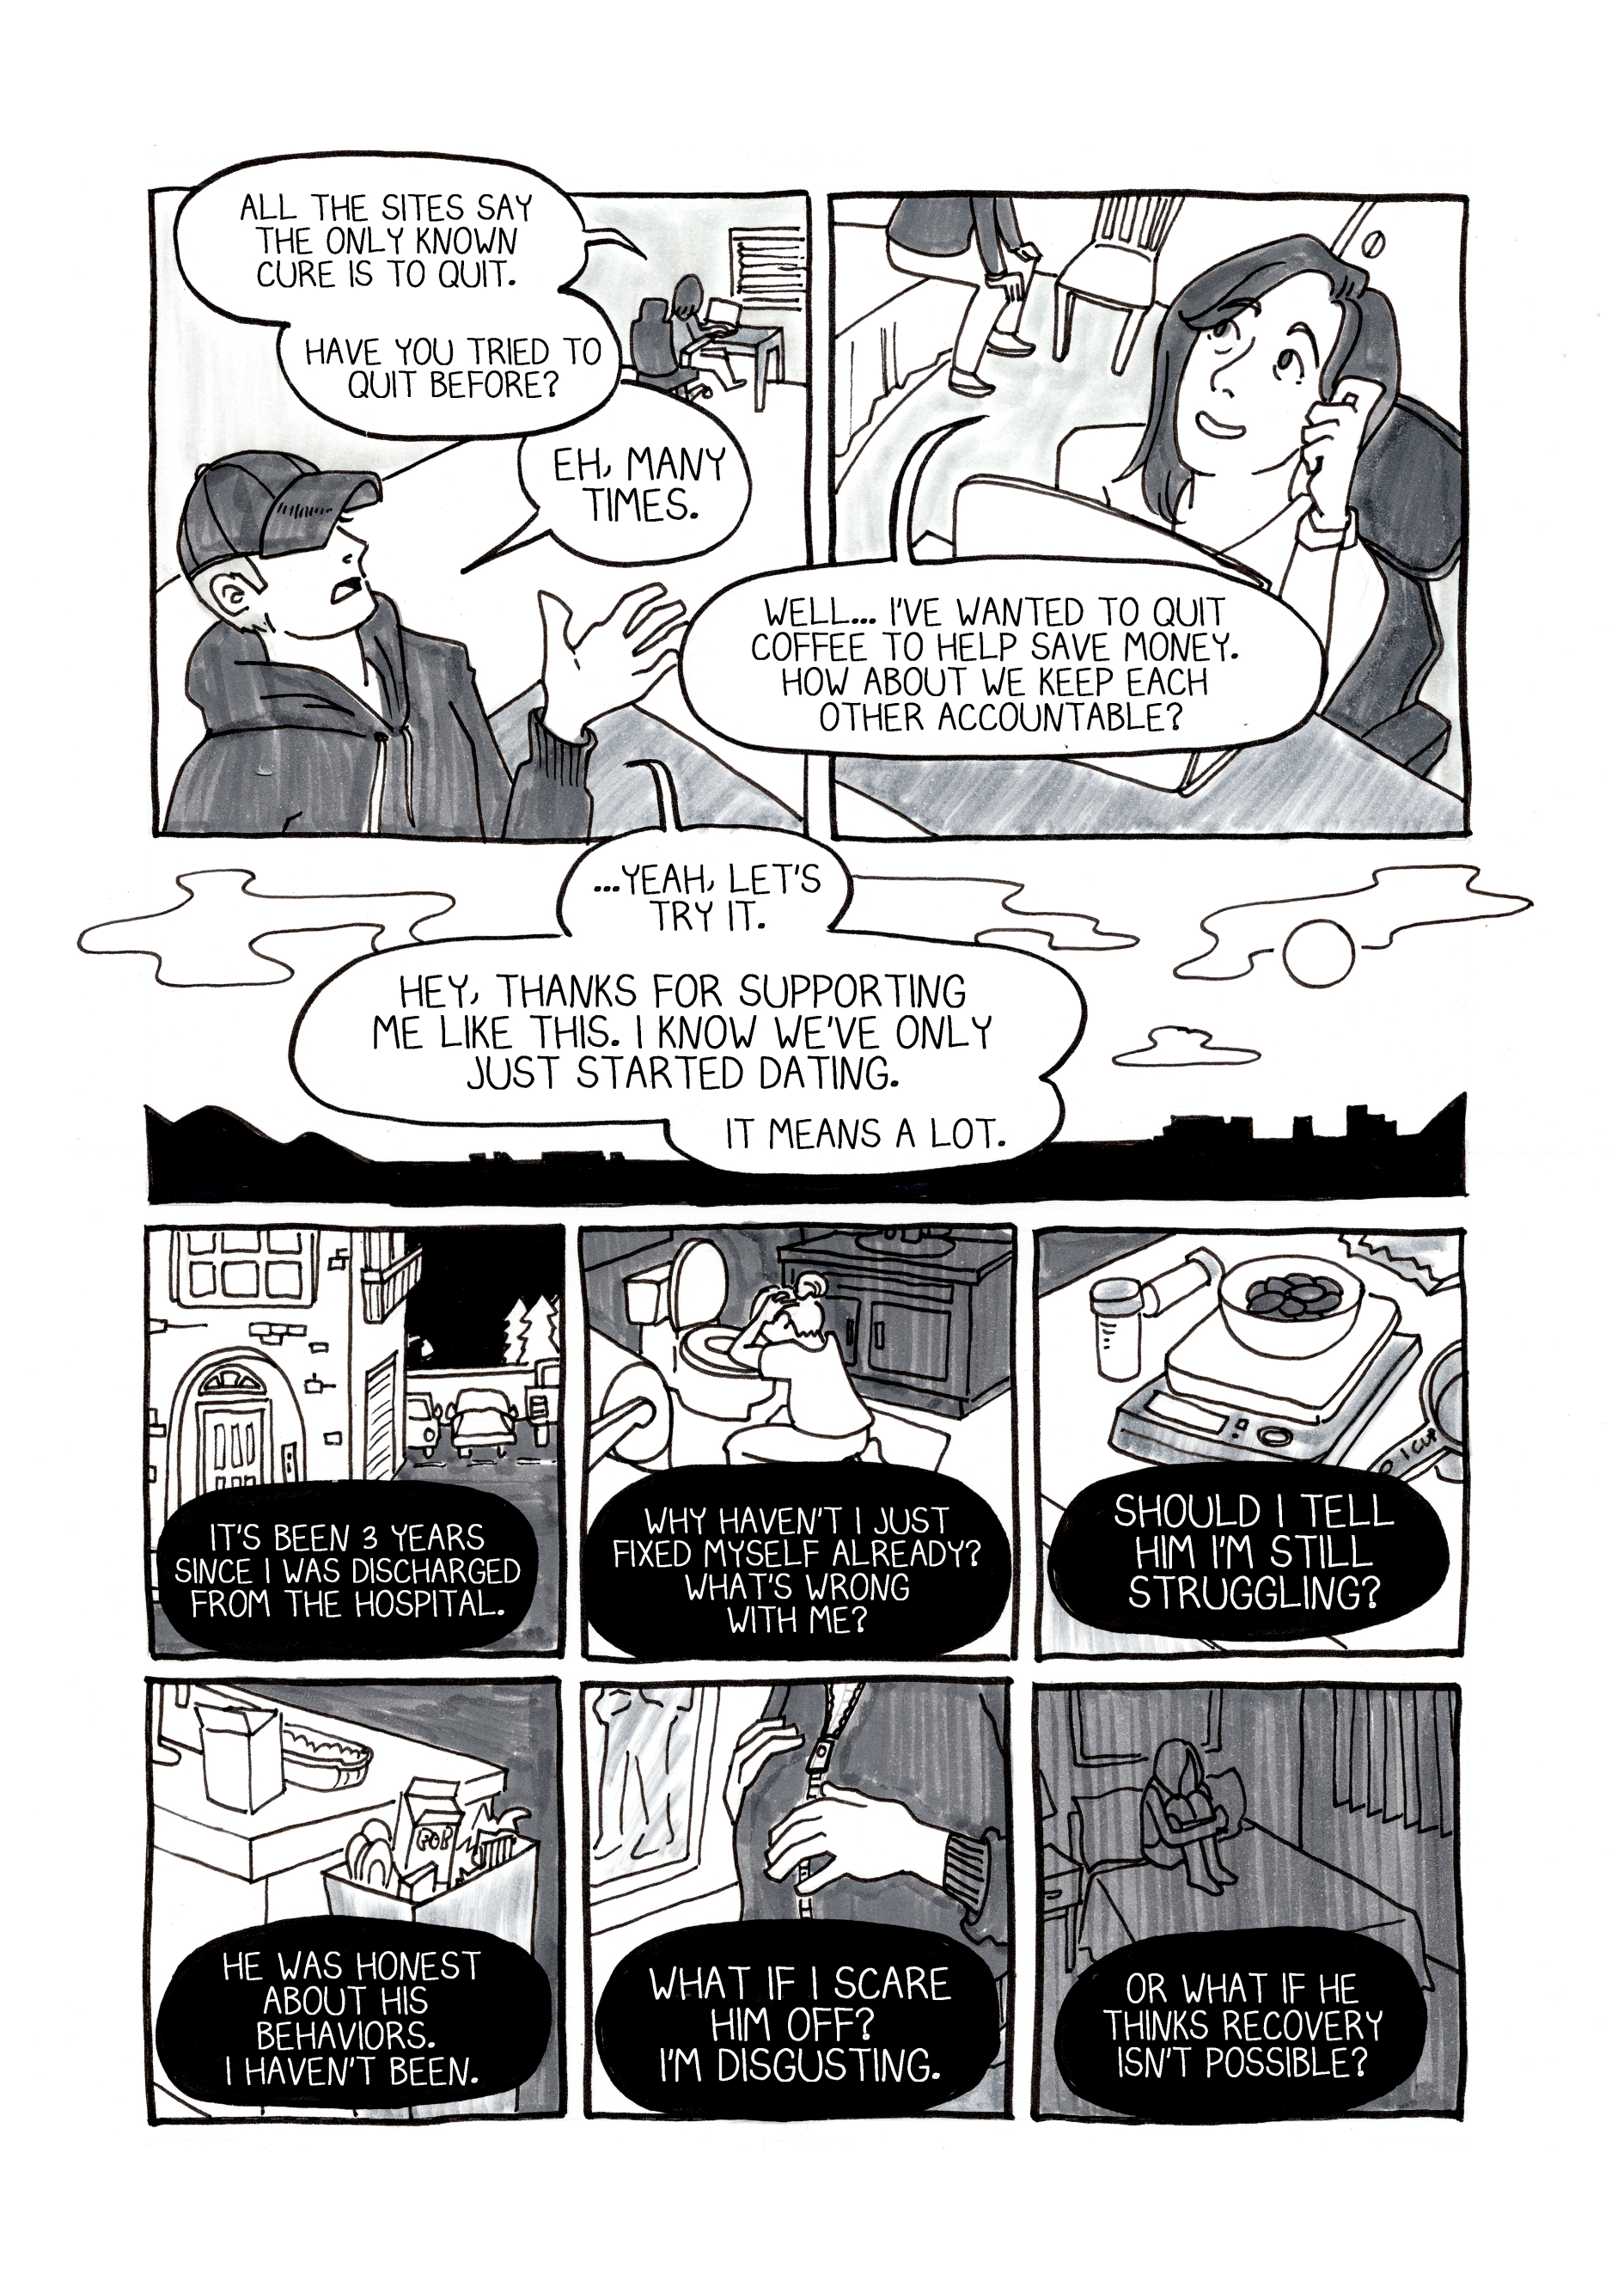 ALL THE SITES SAY
THE ONLY KNOWN
CURE IS TO QUIT.
HAVE YOU TRIED TO
QUIT BEFORE?
EH, MANY
TIMES.
WELL... I'VE WANTED TO QUIT
COFFEE TO HELP SAVE MONEY.
HOW ABOUT WE KEEP EACH
OTHER ACCOUNTABLE?
...YEAH, LET'S
TRY IT.
HEY, THANKS FOR SUPPORTING
ME LIKE THIS. I KNOW WE'VE ONLY
JUST STARTED DATING.
IT MEANS A LOT.
IT'S BEEN 3 YEARS
SINCE I WAS DISCHARGED
FROM THE HOSPITAL.
WHY HAVEN'T I JUST
FIXED MYSELF ALREADY?
WHAT'S WRONG
WITH ME?
1 CUP
SHOULD I TELL
HIM I'M STILL
STRUGGLING?
HE WAS HONEST
ABOUT HIS
BEHAVIORS.
I HAVEN'T BEEN.
WHAT IF I SCARE
HIM OFF?
I'M DISGUSTING.
OR WHAT IF HE
THINKS RECOVERY
ISN'T POSSIBLE?